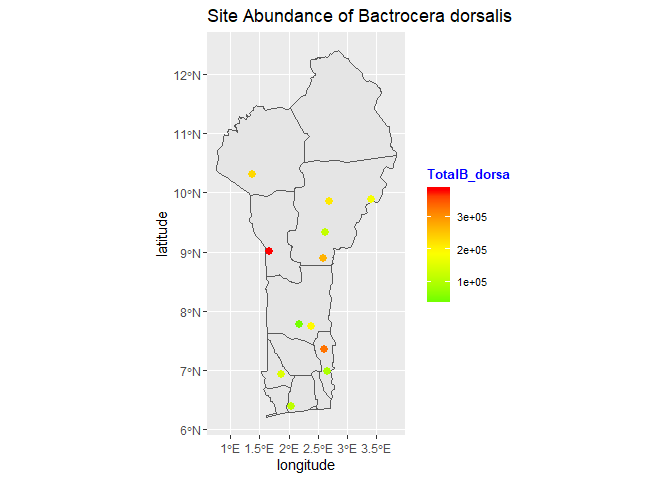 Site Abundance of Bactrocera dorsalis
12°N
11°N
10°N
9°N
8°N
7°N
6°N
latitude
1°E 1.5°E 2°E 2.5°E 3°E 3.5°E
longitude
TotalB_dorsa
3e+05
2e+05
1e+05